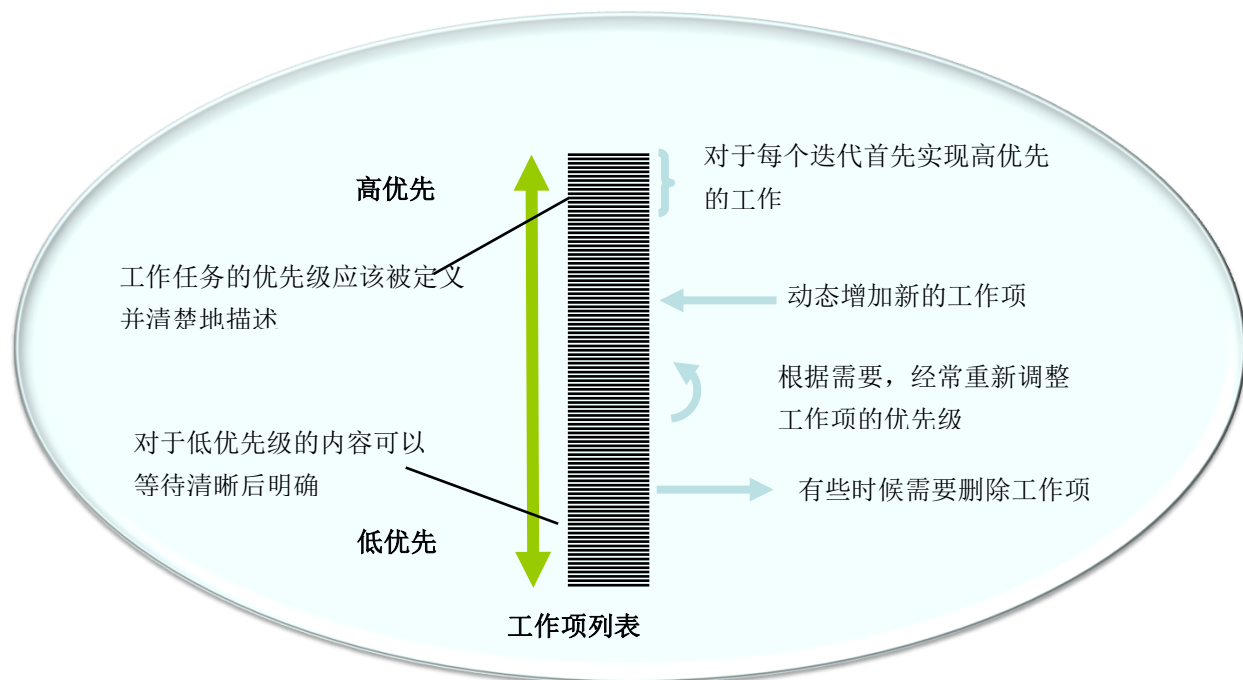 高优先
对于每个迭代首先实现高优先
的工作
工作任务的优先级应该被定义
并清楚地描述
动态增加新的工作项
根据需要，经常重新调整
工作项的优先级
对于低优先级的内容可以
等待清晰后明确
有些时候需要删除工作项
低优先
工作项列表